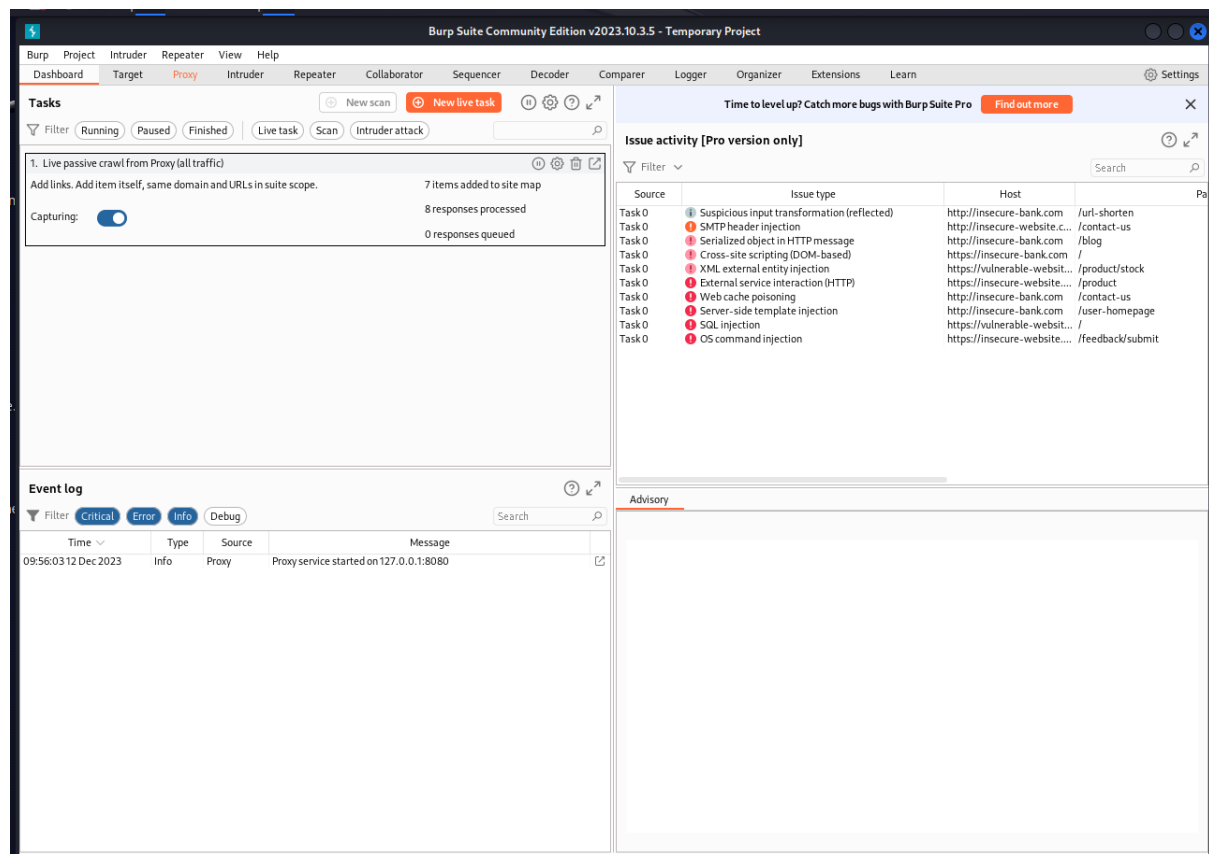 Burp Suite Community Edition v2023.10.3.5 - Temporary Project
Burp Project Intruder Repeater View Help
Dashboard Target Proxy Intruder Repeater Collaborator Sequencer Decoder Comparer Logger Organizer Extensions Learn Settings
Tasks New scan New live task
Filter Running Paused Finished Live task Scan Intruder attack
1. Live passive crawl from Proxy (all traffic)
Add links. Add item itself, same domain and URLs in suite scope. 7 items added to site map
8 responses processed
Capturing:
0 responses queued
Event log
Filter Critical Error Info Debug Search
Time Type Source Message
09:56:03 12 Dec 2023 Info Proxy Proxy service started on 127.0.0.1:8080
Time to level up? Catch more bugs with Burp Suite Pro Find out more
Issue activity [Pro version only]
Filter Search
Source Issue type Host Pa
Task 0 Suspicious input transformation (reflected) http://insecure-bank.com /url-shorten
Task 0 SMTP header injection http://insecure-website.c... /contact-us
Task 0 Serialized object in HTTP message http://insecure-bank.com /blog
Task 0 Cross-site scripting (DOM-based) https://insecure-bank.com /
Task 0 XML external entity injection https://vulnerable-websit... /product/stock
Task 0 External service interaction (HTTP) https://insecure-website.... /product
Task 0 Web cache poisoning http://insecure-bank.com /contact-us
Task 0 Server-side template injection http://insecure-bank.com /user-homepage
Task 0 SQL injection https://vulnerable-websit... /
Task 0 OS command injection https://insecure-website.... /feedback/submit
Advisory